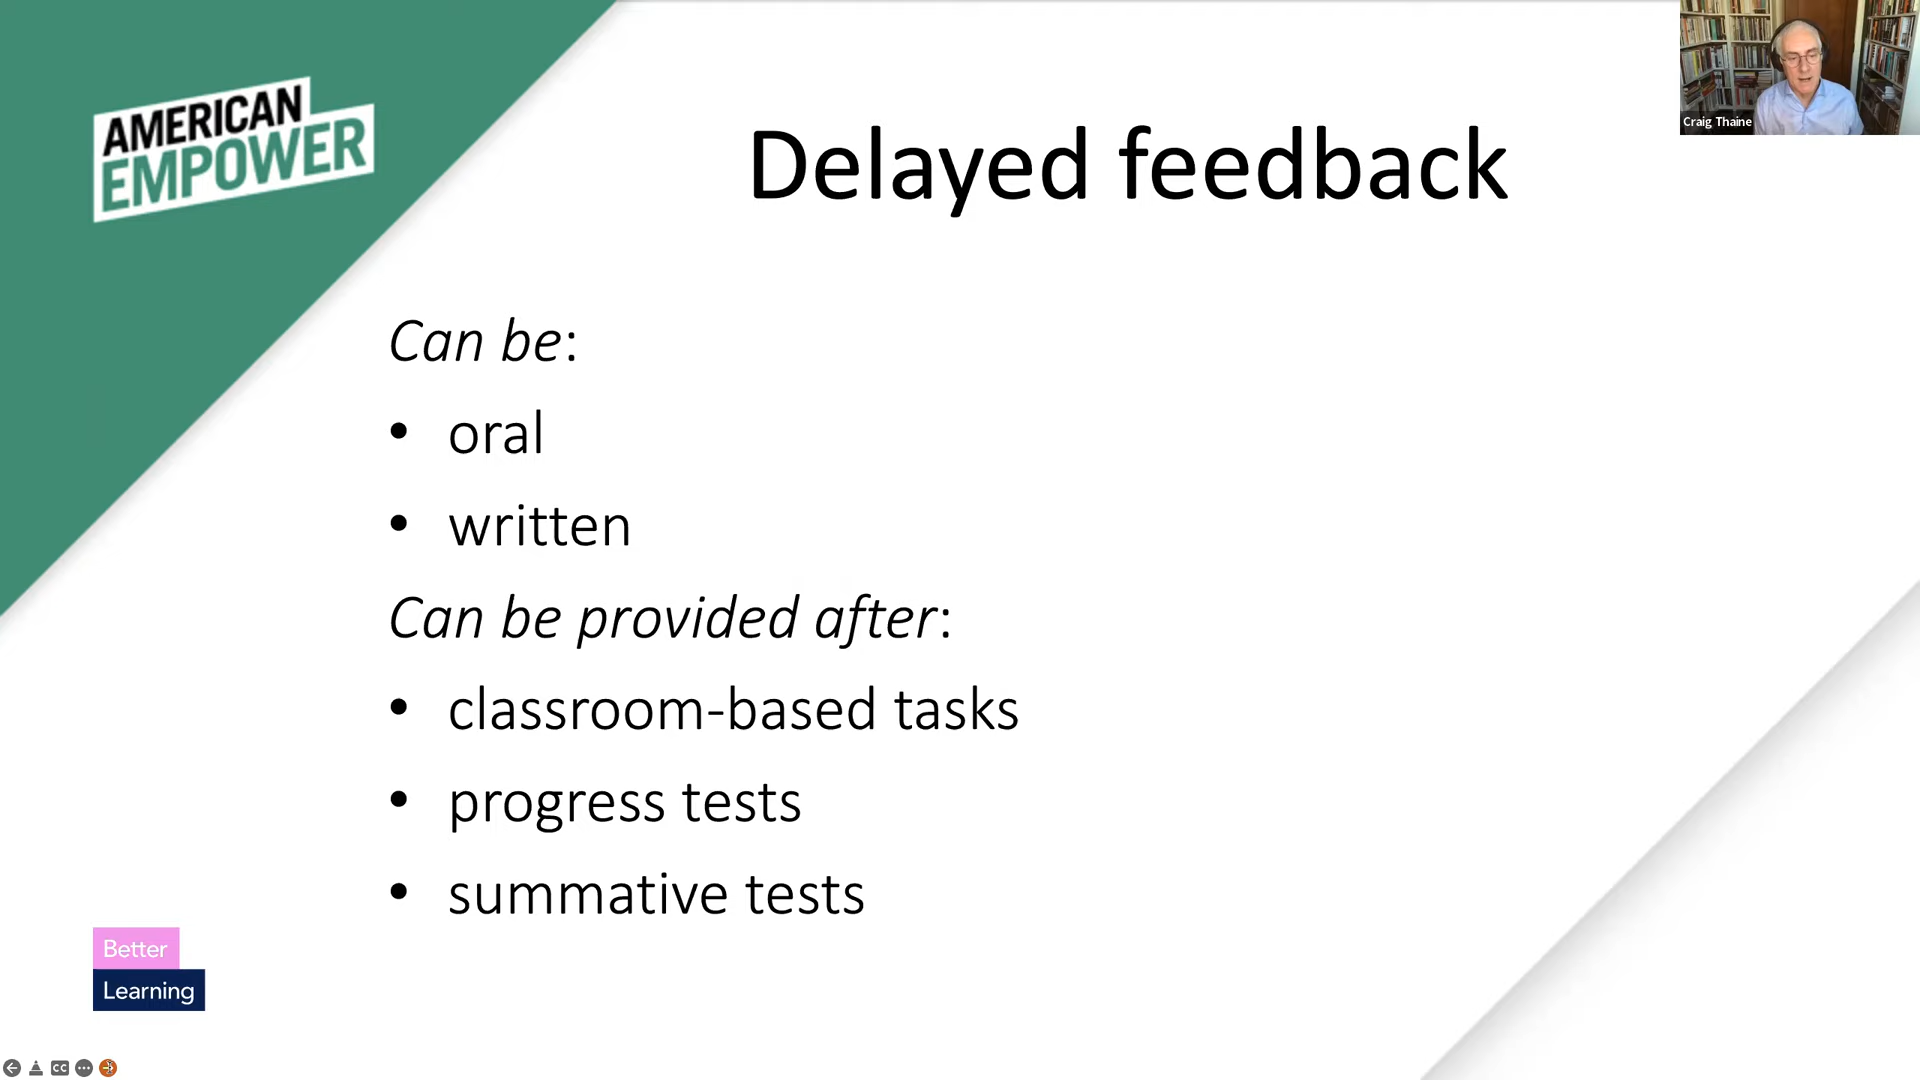 AMERICAN
EMPOWER
Craig Thaine
Delayed feedback
Can be:
• oral
• written
Can be provided after:
• classroom-based tasks
• progress tests
• summative tests
Better
Learning
CC